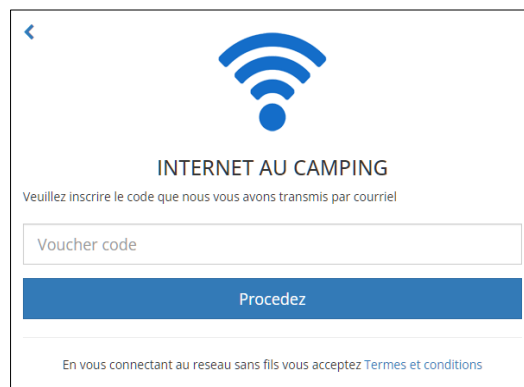 INTERNET AU CAMPING
Veuillez inscrire le code que nous vous avons transmis par courriel
Voucher code
Procedez
En vous connectant au reseau sans fils vous acceptez Termes et conditions